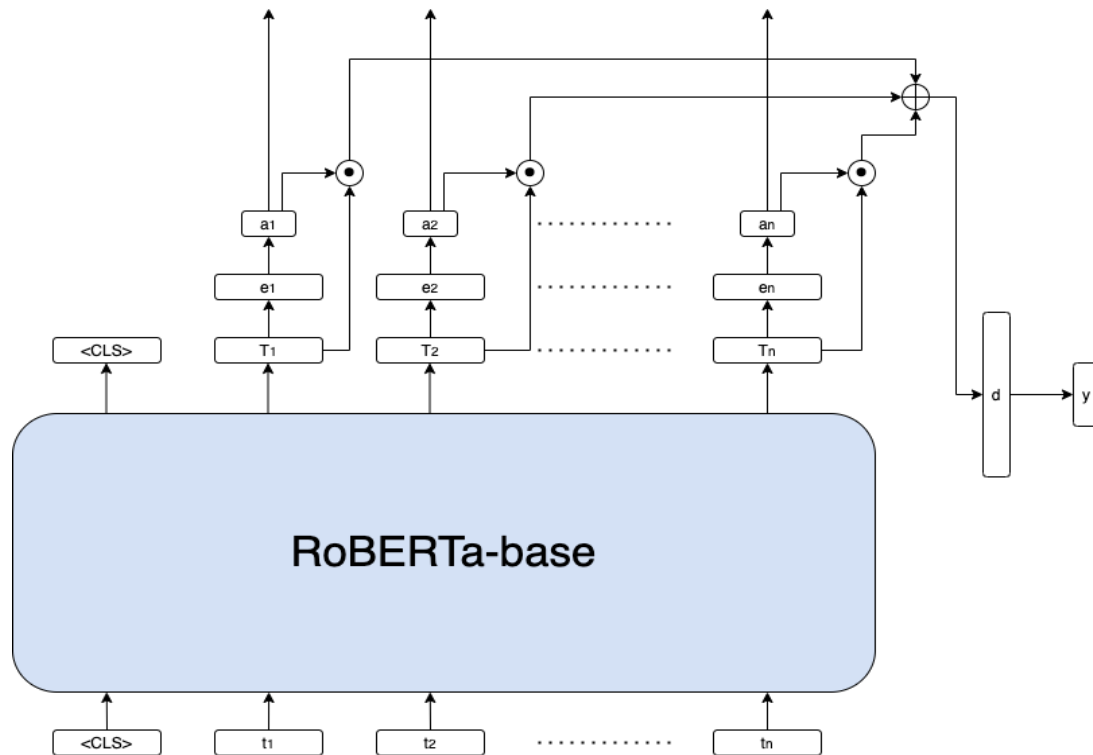 a1 a2 an
e1 e2 en
<CLS> T1 T2 Tn
d y
RoBERTa-base
<CLS> t1 t2 tn